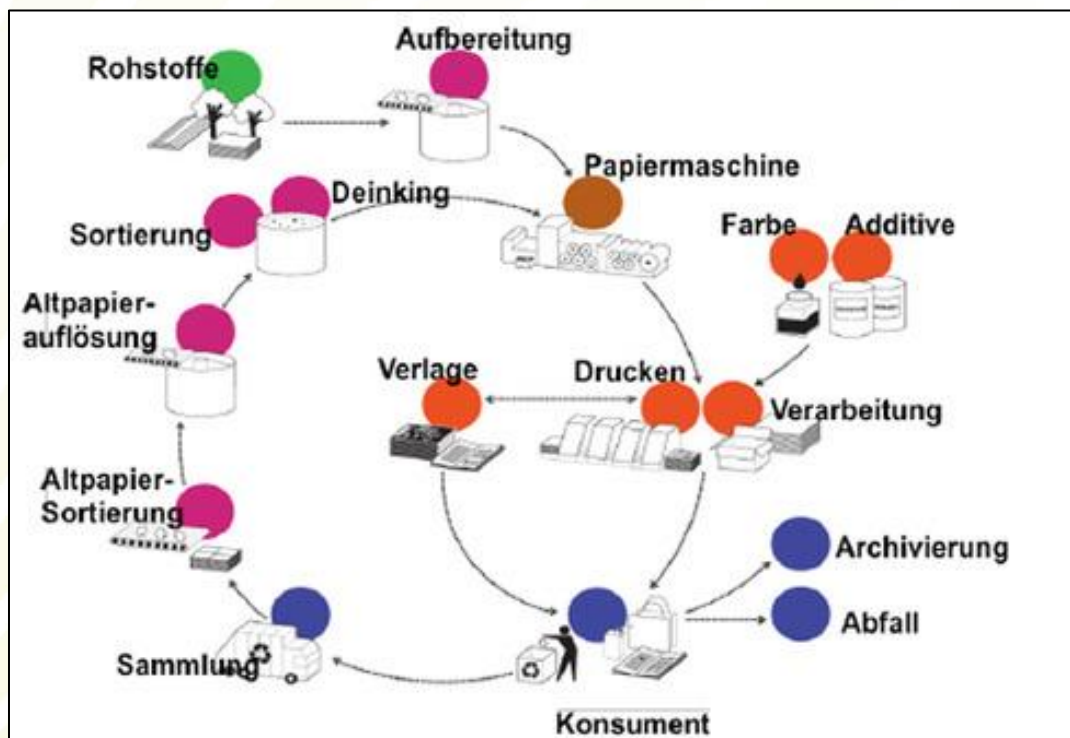 Aufbereitung
Rohstoffe
Papiermaschine
Deinking
Sortierung
Farbe
Additive
Altpapier-
auflösung
Verlage
Drucken
Verarbeitung
Altpapier-
Sortierung
Archivierung
Abfall
Sammlung
Konsument